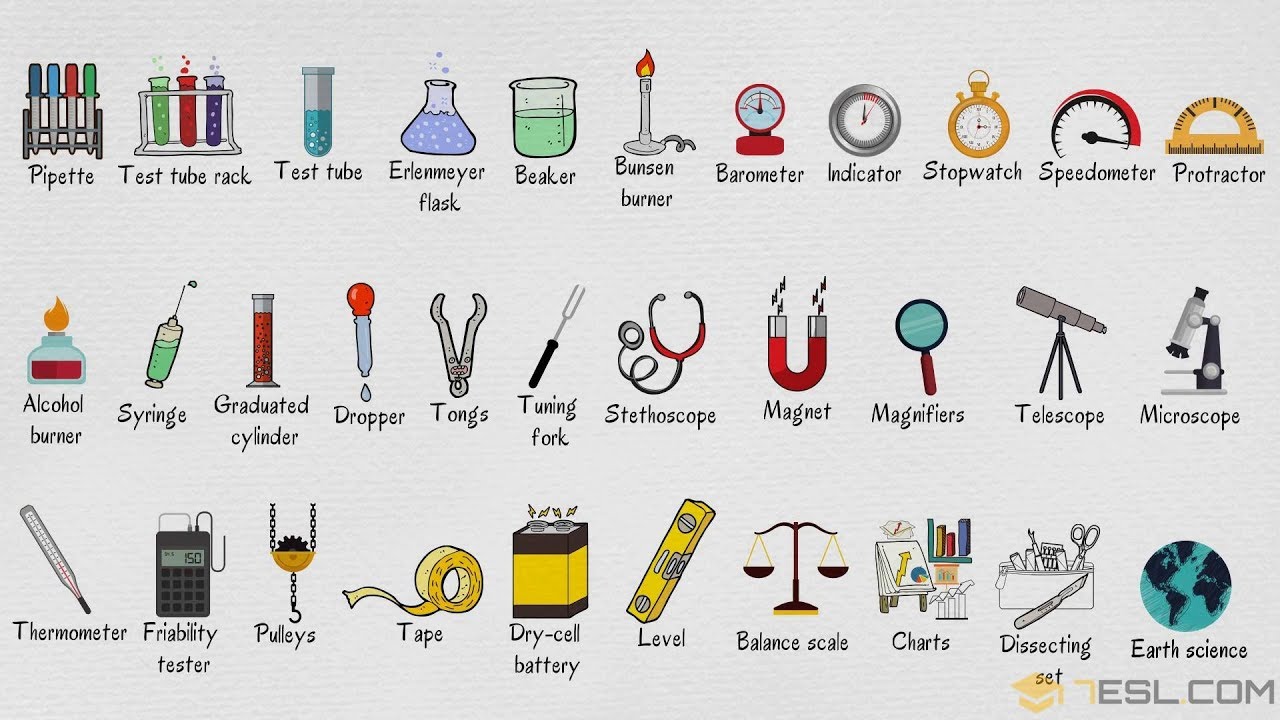 Pipette
Test tube rack
Test tube
Erlenmeyer
flask
Beaker
Bunsen
burner
Barometer
Indicator
Stopwatch
Speedometer
Protractor
Alcohol
burner
Syringe
Graduated
cylinder
Dropper
Tongs
Tuning
fork
Stethoscope
Magnet
Magnifiers
Telescope
Microscope
150
Thermometer
Friability
tester
Pulleys
Tape
Dry-cell
battery
Level
Balance scale
Charts
Dissecting
set
Earth science
7ESL.COM